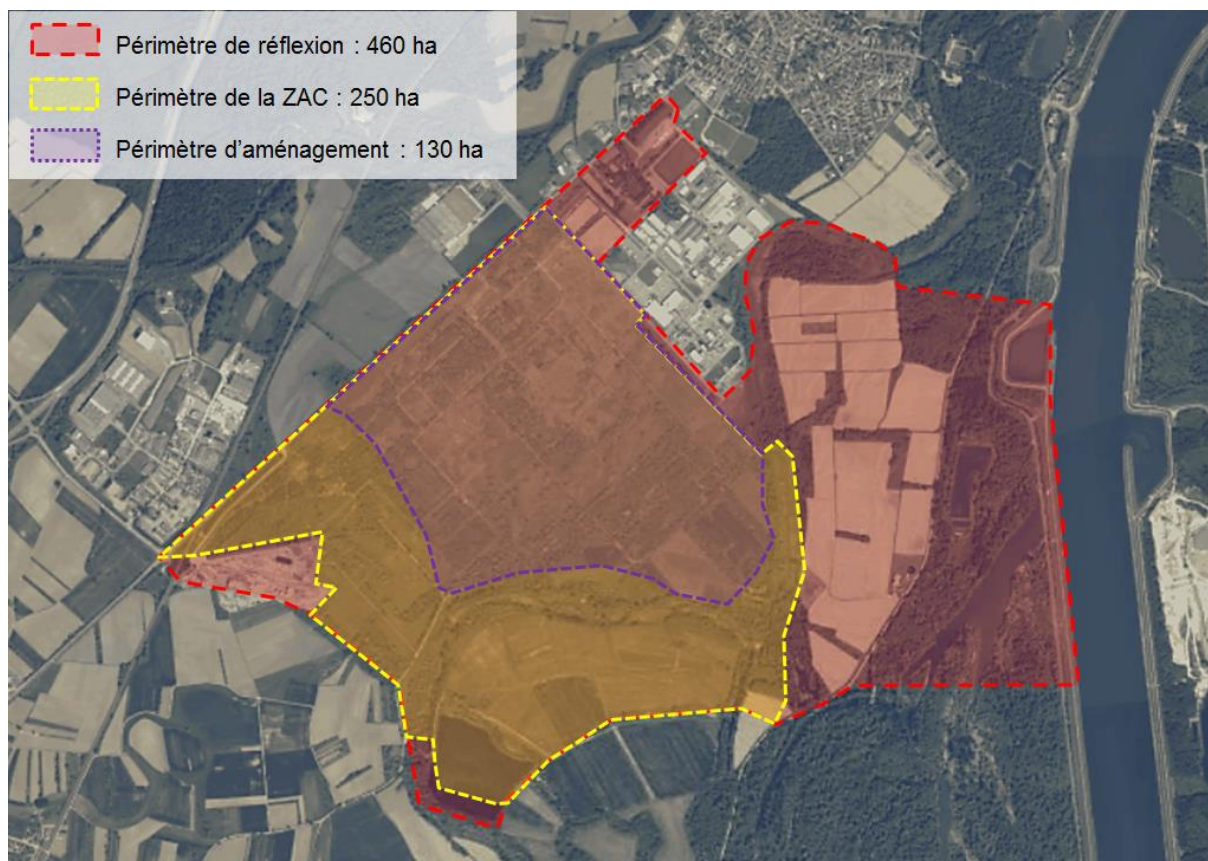 Périmètre de réflexion : 460 ha
Périmètre de la ZAC : 250 ha
Périmètre d'aménagement : 130 ha